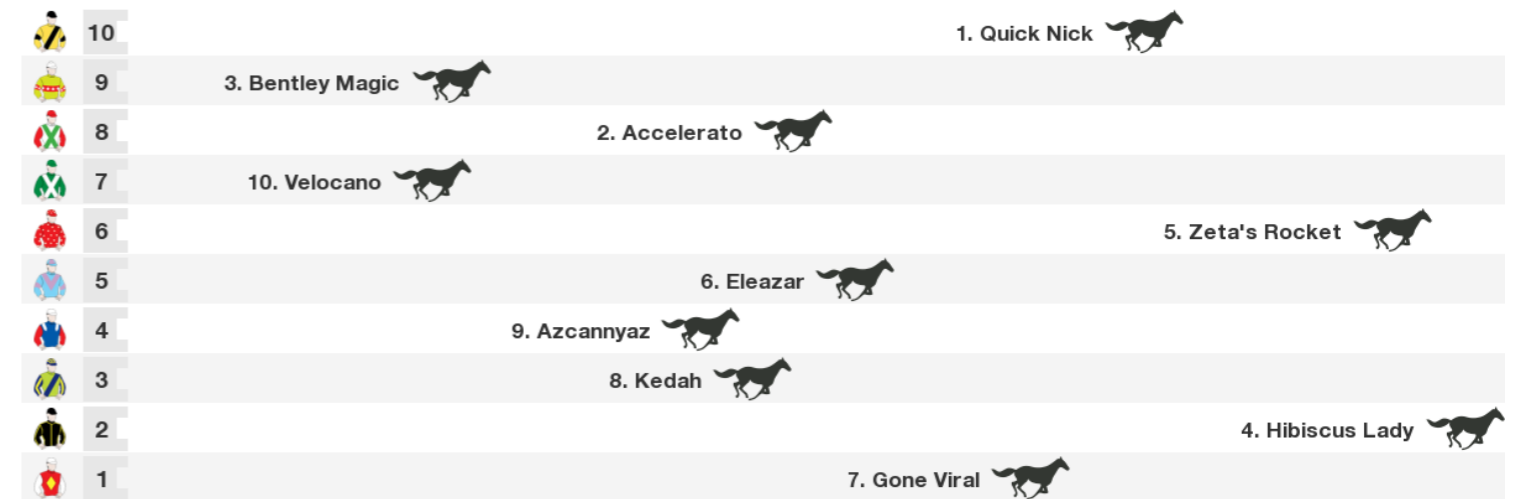 10 1. Quick Nick
9 3. Bentley Magic
8 2. Accelerato
7 10. Velocano
6 5. Zeta's Rocket
5 6. Eleazar
4 9. Azcannyaz
3 8. Kedah
2 4. Hibiscus Lady
1 7. Gone Viral